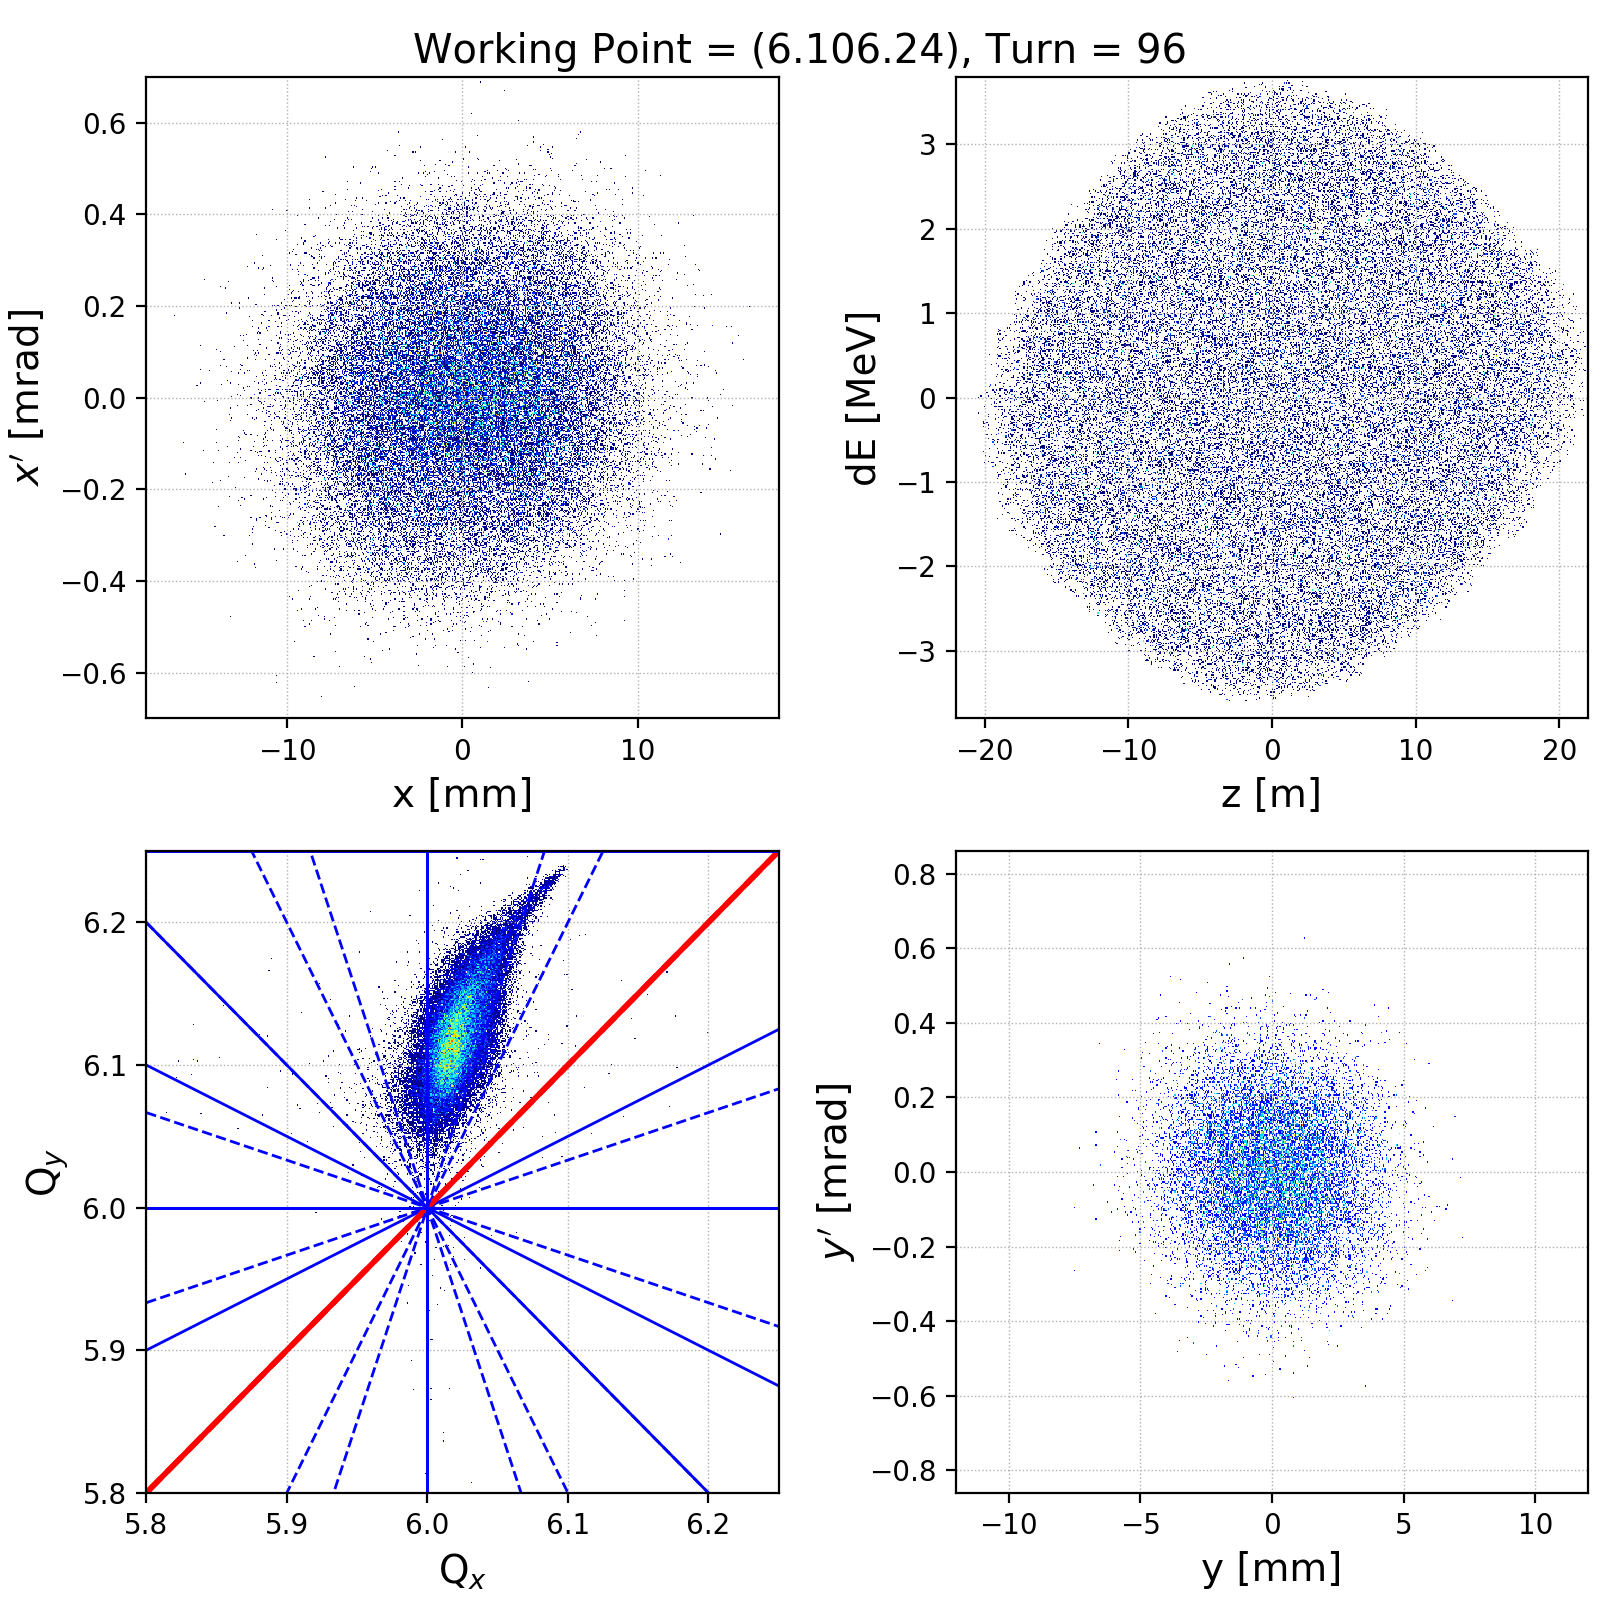 Working Point = (6.106.24), Turn = 96
0.6
0.4
0.2
0.0
−0.2
−0.4
−0.6
x′ [mrad]
−10 0 10
x [mm]
3
2
1
0
−1
−2
−3
dE [MeV]
−20 −10 0 10 20
z [m]
6.2
6.1
6.0
5.9
5.8
Qy
5.8 5.9 6.0 6.1 6.2
Qx
0.8
0.6
0.4
0.2
0.0
−0.2
−0.4
−0.6
−0.8
y′ [mrad]
−10 −5 0 5 10
y [mm]